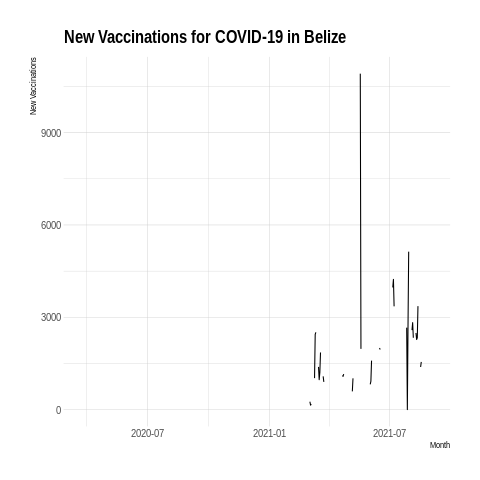 New Vaccinations for COVID-19 in Belize
New Vaccinations
9000
6000
3000
0
2020-07
2021-01
2021-07
Month